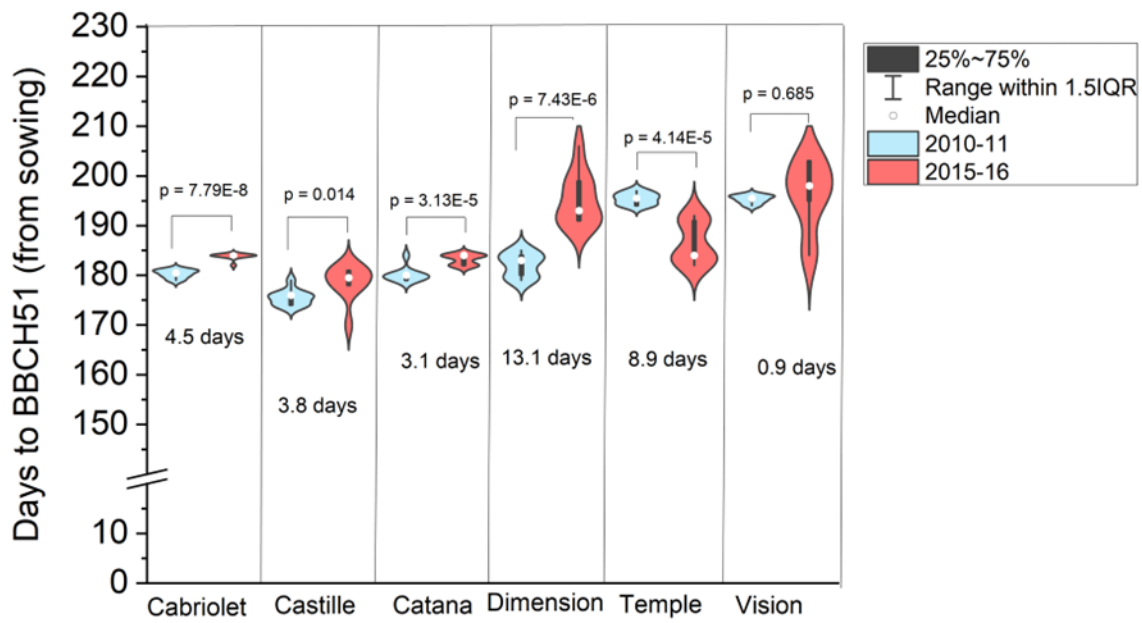 Days to BBCH51 (from sowing)
230
220
210
200
190
180
170
160
150
10
0
p = 7.79E-8
4.5 days
p = 0.014
3.8 days
p = 3.13E-5
3.1 days
p = 7.43E-6
13.1 days
p = 4.14E-5
8.9 days
p = 0.685
0.9 days
Cabriolet Castille Catana Dimension Temple Vision
25%~75%
Range within 1.5IQR
Median
2010-11
2015-16